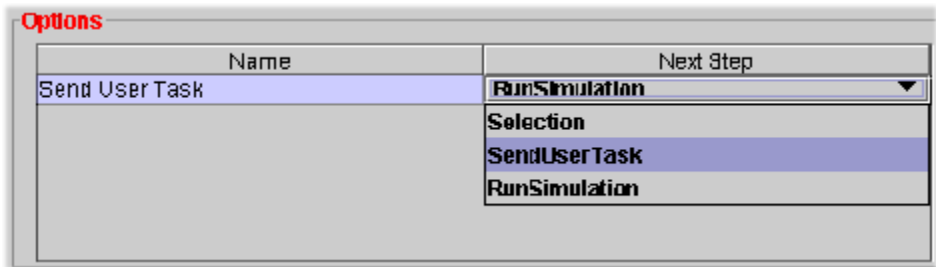 Options
Name Next Step
Send User Task RunSimulation
Selection
SendUserTask
RunSimulation